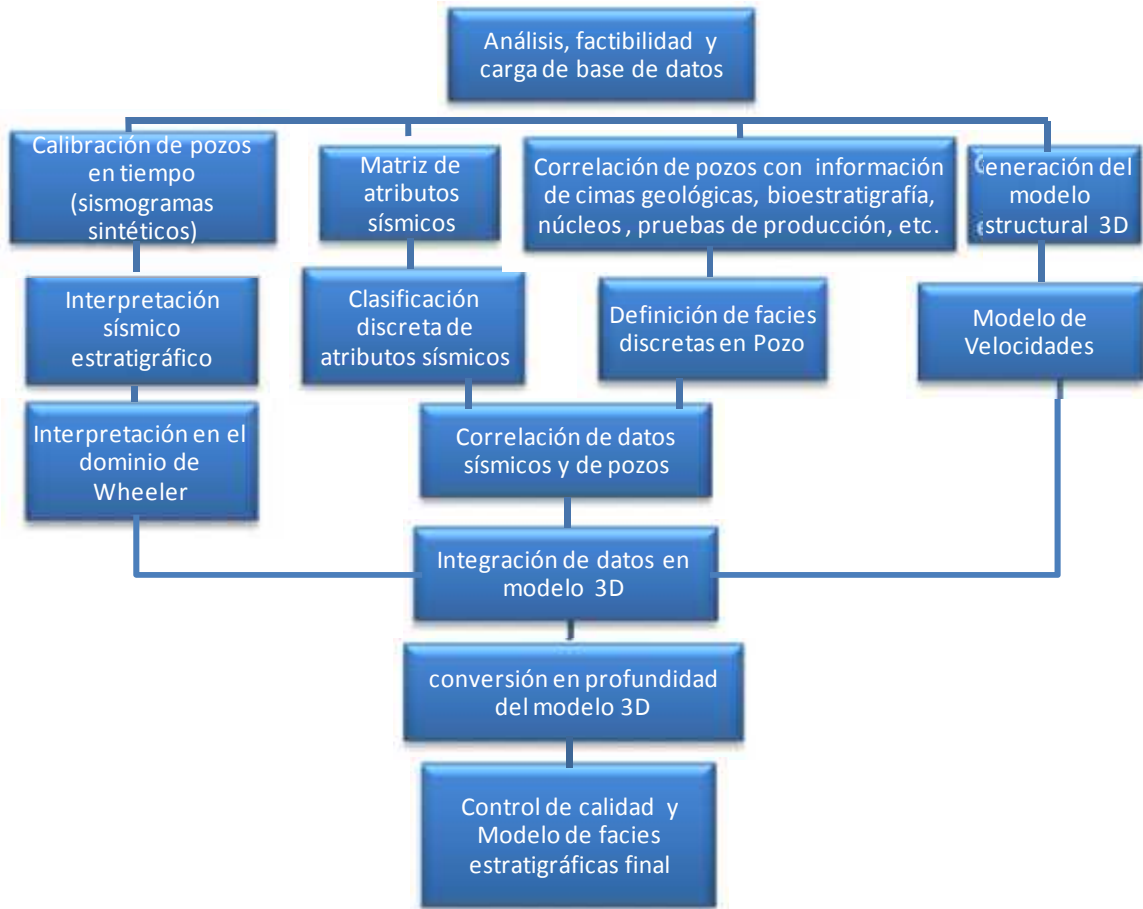 Análisis, factibilidad y
carga de base de datos
Calibración de pozos
en tiempo
(sismogramas
sintéticos)
Matriz de
atributos
sísmicos
Correlación de pozos con información
de cimas geológicas, bioestratigrafía,
núcleos , pruebas de producción, etc.
Generación del
modelo
estructural 3D
Interpretación
sísmico
estratigráfico
Clasificación
discreta de
atributos sísmicos
Definición de facies
discretas en Pozo
Modelo de
Velocidades
Interpretación en el
dominio de
Wheeler
Correlación de datos
sísmicos y de pozos
Integración de datos en
modelo 3D
conversión en profundidad
del modelo 3D
Control de calidad y
Modelo de facies
estratigráficas final